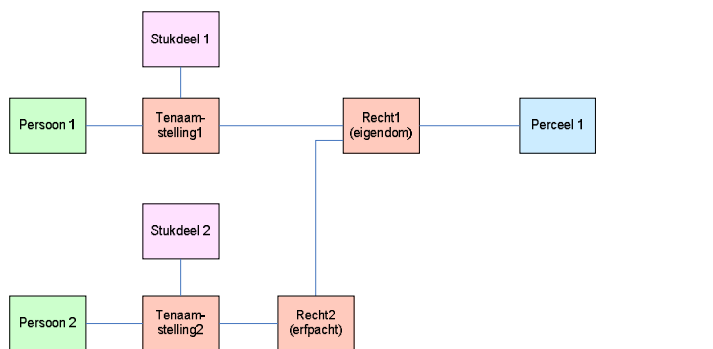 Stukdeel 1
Persoon 1
Tenaam-
stelling1
Recht1
(eigendom)
Perceel 1
Stukdeel 2
Persoon 2
Tenaam-
stelling2
Recht2
(erfpacht)